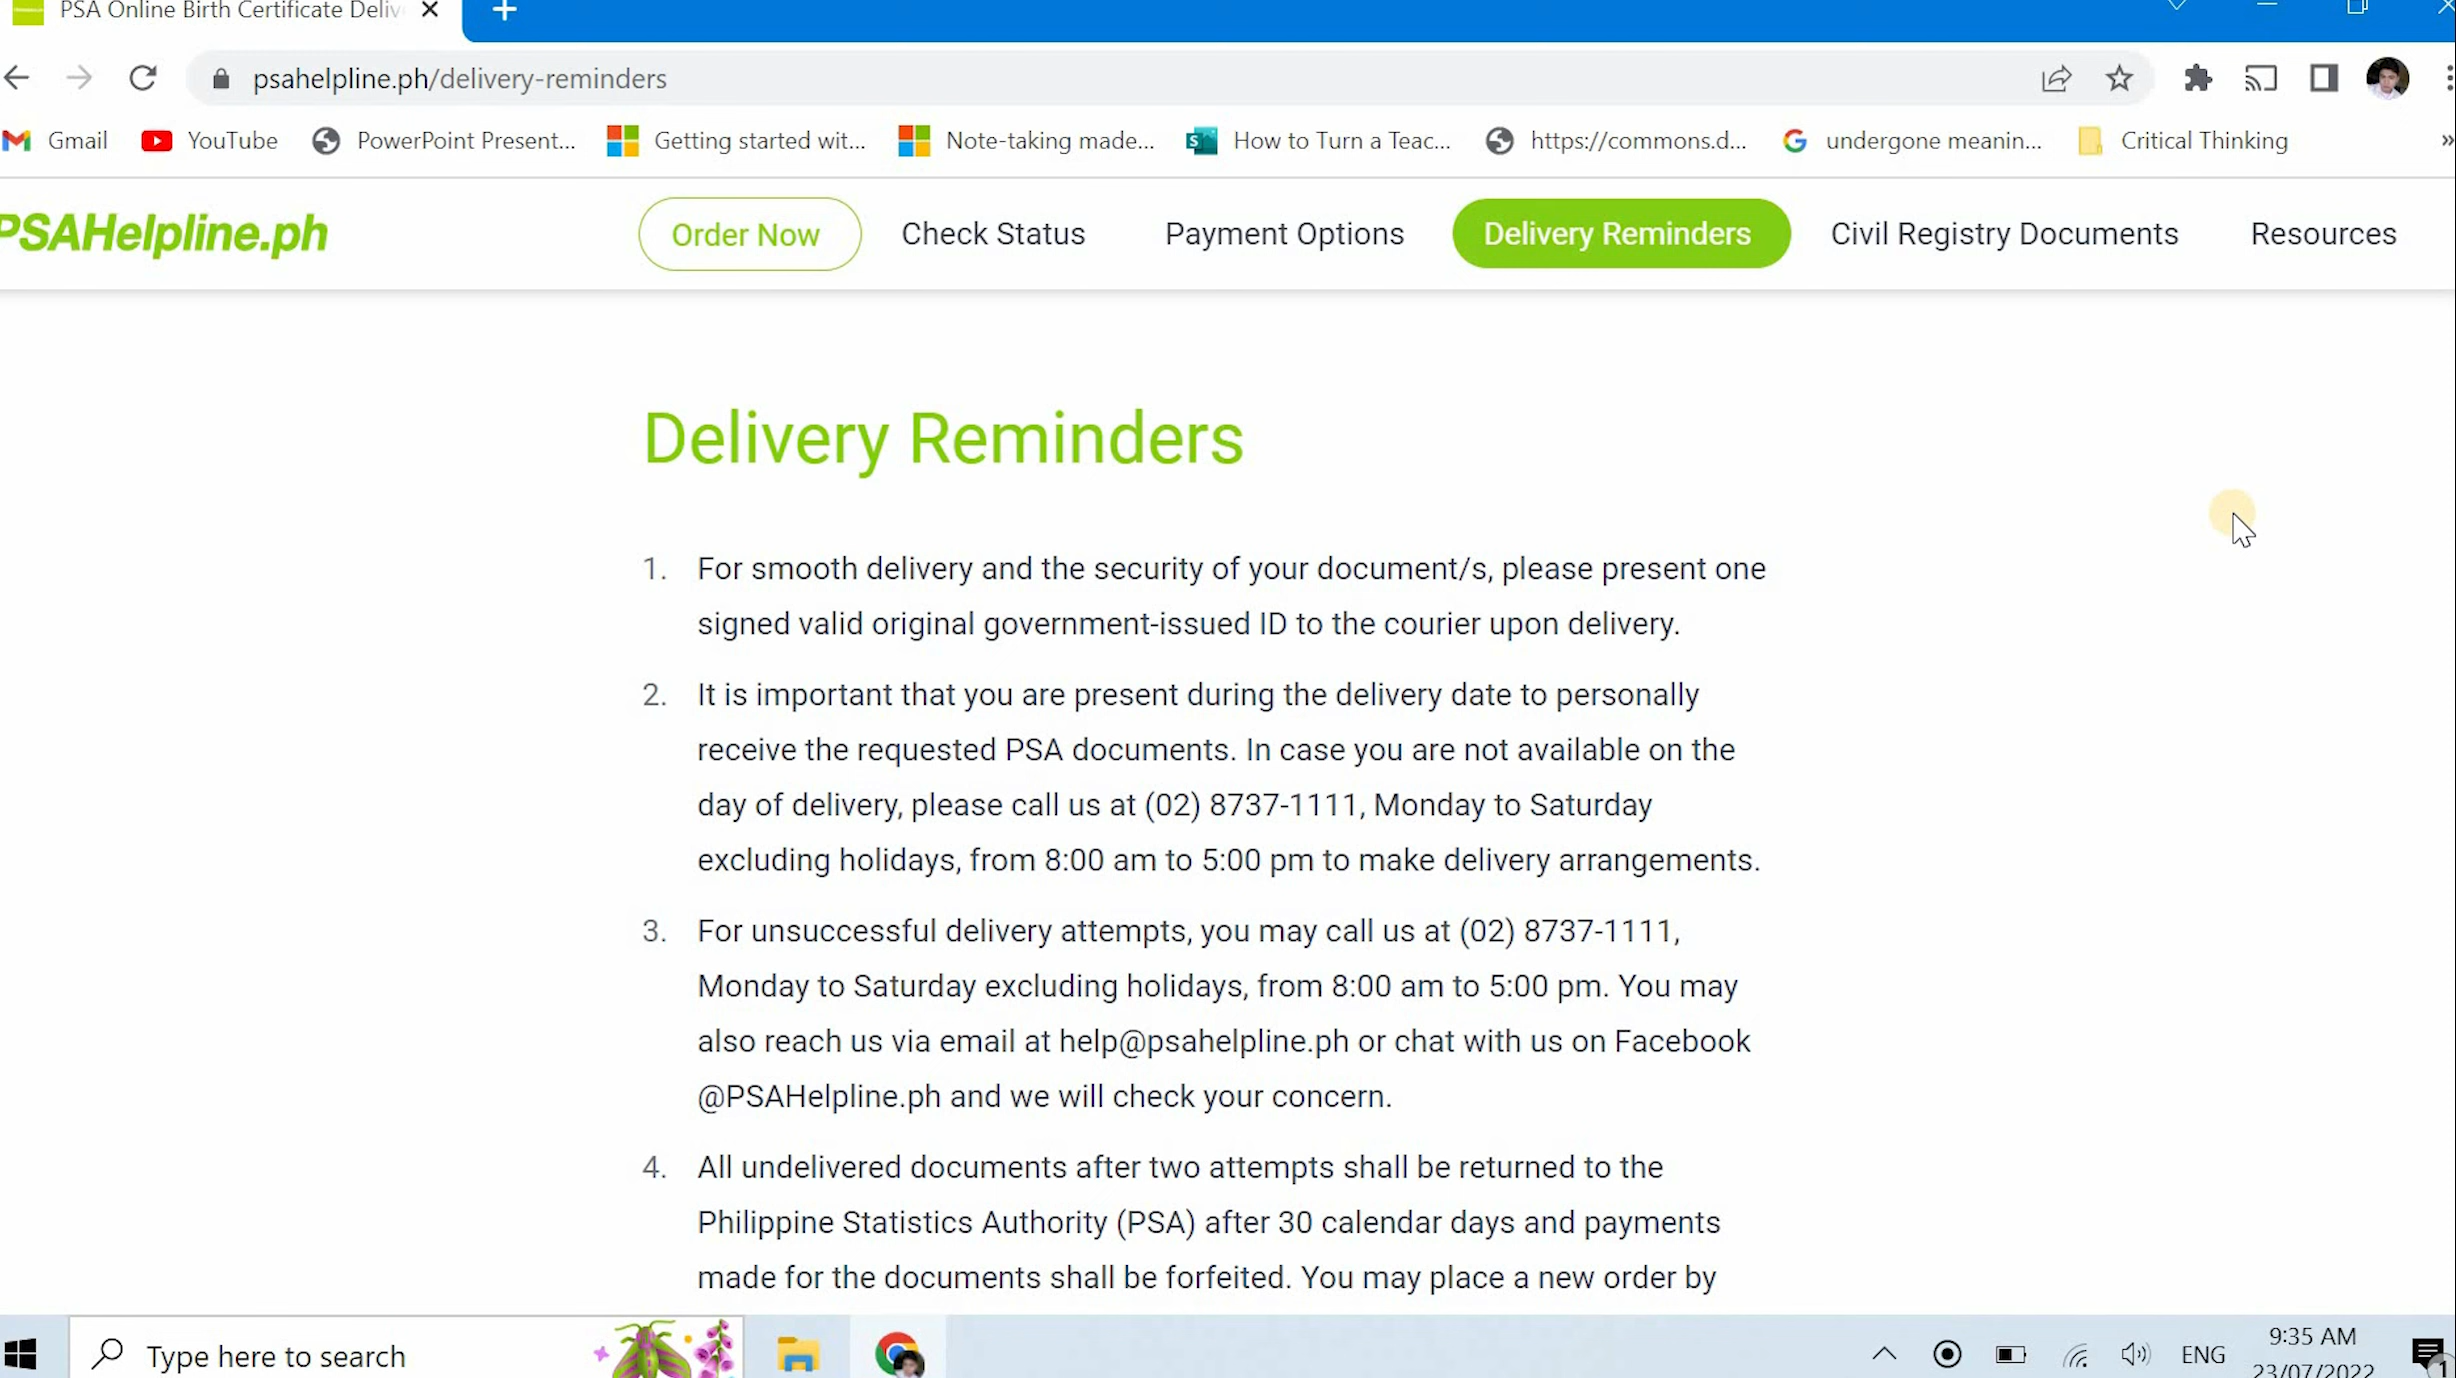 PSA Online Birth Certificate Deliv
psahelpline.ph/delivery-reminders
Gmail YouTube PowerPoint Present... Getting started wit... Note-taking made... How to Turn a Teac... https://commons.d... undergone meanin... Critical Thinking »
PSAHelpline.ph Order Now Check Status Payment Options Delivery Reminders Civil Registry Documents Resources
Delivery Reminders
1. For smooth delivery and the security of your document/s, please present one
signed valid original government-issued ID to the courier upon delivery.
2. It is important that you are present during the delivery date to personally
receive the requested PSA documents. In case you are not available on the
day of delivery, please call us at (02) 8737-1111, Monday to Saturday
excluding holidays, from 8:00 am to 5:00 pm to make delivery arrangements.
3. For unsuccessful delivery attempts, you may call us at (02) 8737-1111,
Monday to Saturday excluding holidays, from 8:00 am to 5:00 pm. You may
also reach us via email at help@psahelpline.ph or chat with us on Facebook
@PSAHelpline.ph and we will check your concern.
4. All undelivered documents after two attempts shall be returned to the
Philippine Statistics Authority (PSA) after 30 calendar days and payments
made for the documents shall be forfeited. You may place a new order by
Type here to search ENG 9:35 AM
23/07/2022 1